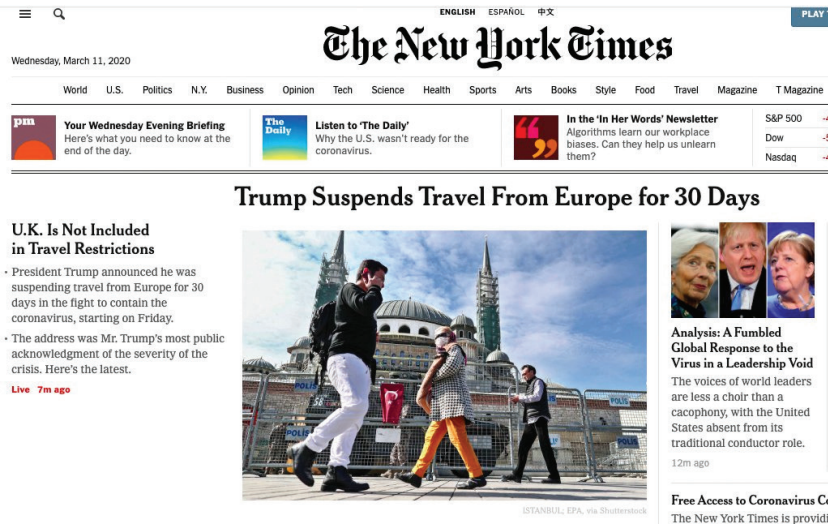 ENGLISH ESPAÑOL 中文
PLAY
The New York Times
Wednesday, March 11, 2020
World U.S. Politics N.Y. Business Opinion Tech Science Health Sports Arts Books Style Food Travel Magazine T Magazine
pm
Your Wednesday Evening Briefing
Here's what you need to know at the
end of the day.
The
Daily
Listen to 'The Daily'
Why the U.S. wasn't ready for the
coronavirus.
In the 'In Her Words' Newsletter
Algorithms learn our workplace
biases. Can they help us unlearn
them?
S&P 500
Dow
Nasdaq
Trump Suspends Travel From Europe for 30 Days
U.K. Is Not Included
in Travel Restrictions
• President Trump announced he was
suspending travel from Europe for 30
days in the fight to contain the
coronavirus, starting on Friday.
• The address was Mr. Trump's most public
acknowledgment of the severity of the
crisis. Here's the latest.
Live 7m ago
POLIS
POLIS
POLIS
POLIS
ISTANBUL; EPA, via Shutterstock
Analysis: A Fumbled
Global Response to the
Virus in a Leadership Void
The voices of world leaders
are less a choir than a
cacophony, with the United
States absent from its
traditional conductor role.
12m ago
Free Access to Coronavirus
The New York Times is